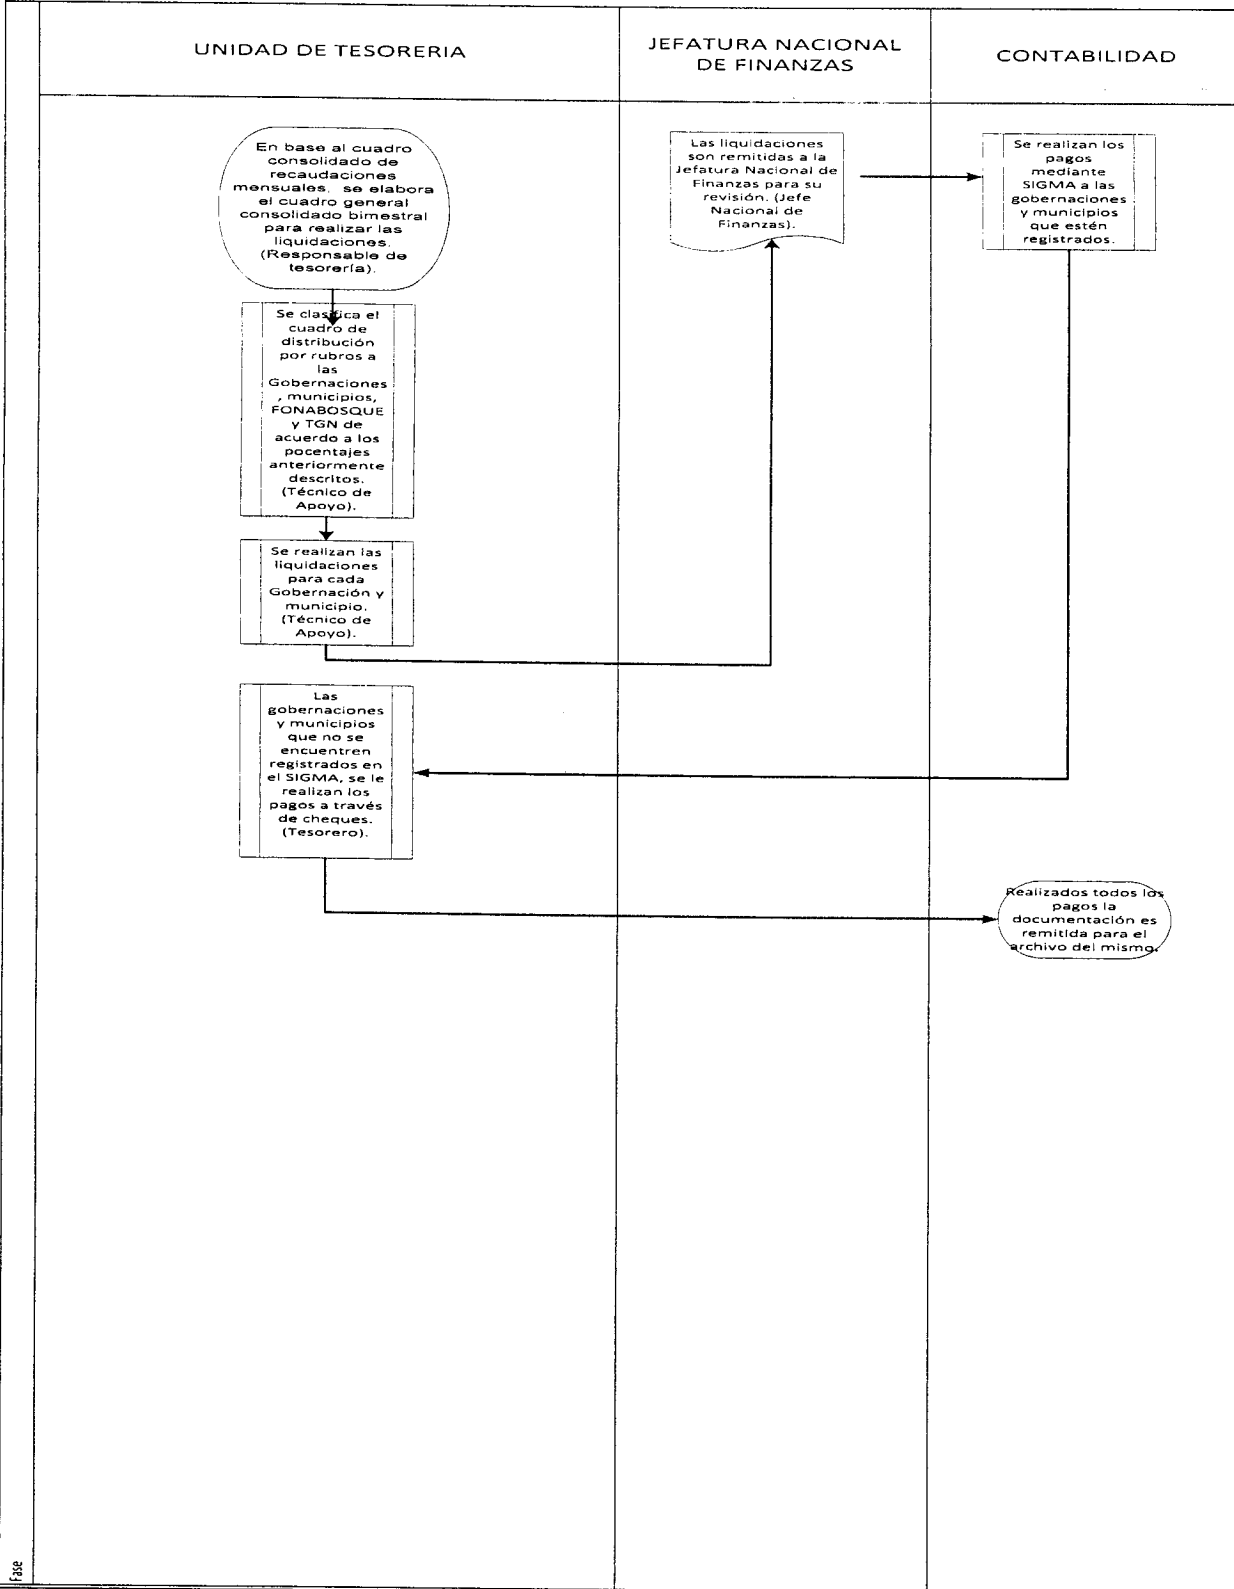 UNIDAD DE TESORERIA
JEFATURA NACIONAL
DE FINANZAS
CONTABILIDAD
En base al cuadro
consolidado de
recaudaciones
mensuales, se elabora
el cuadro general
consolidado bimestral
para realizar las
liquidaciones.
(Responsable de
tesorería).
Se clasifica el
cuadro de
distribución
por rubros a
las
Gobernaciones
, municipios,
FONABOSQUE
y TGN de
acuerdo a los
pocentajes
anteriormente
descritos.
(Técnico de
Apoyo).
Se realizan las
liquidaciones
para cada
Gobernación y
municipio.
(Técnico de
Apoyo).
Las liquidaciones
son remitidas a la
Jefatura Nacional de
Finanzas para su
revisión. (Jefe
Nacional de
Finanzas).
Se realizan los
pagos
mediante
SIGMA a las
gobernaciones
y municipios
que estén
registrados.
Las
gobernaciones
y municipios
que no se
encuentren
registrados en
el SIGMA, se le
realizan los
pagos a través
de cheques.
(Tesorero).
Realizados todos los
pagos la
documentación es
remitida para el
archivo del mismo.
Fase